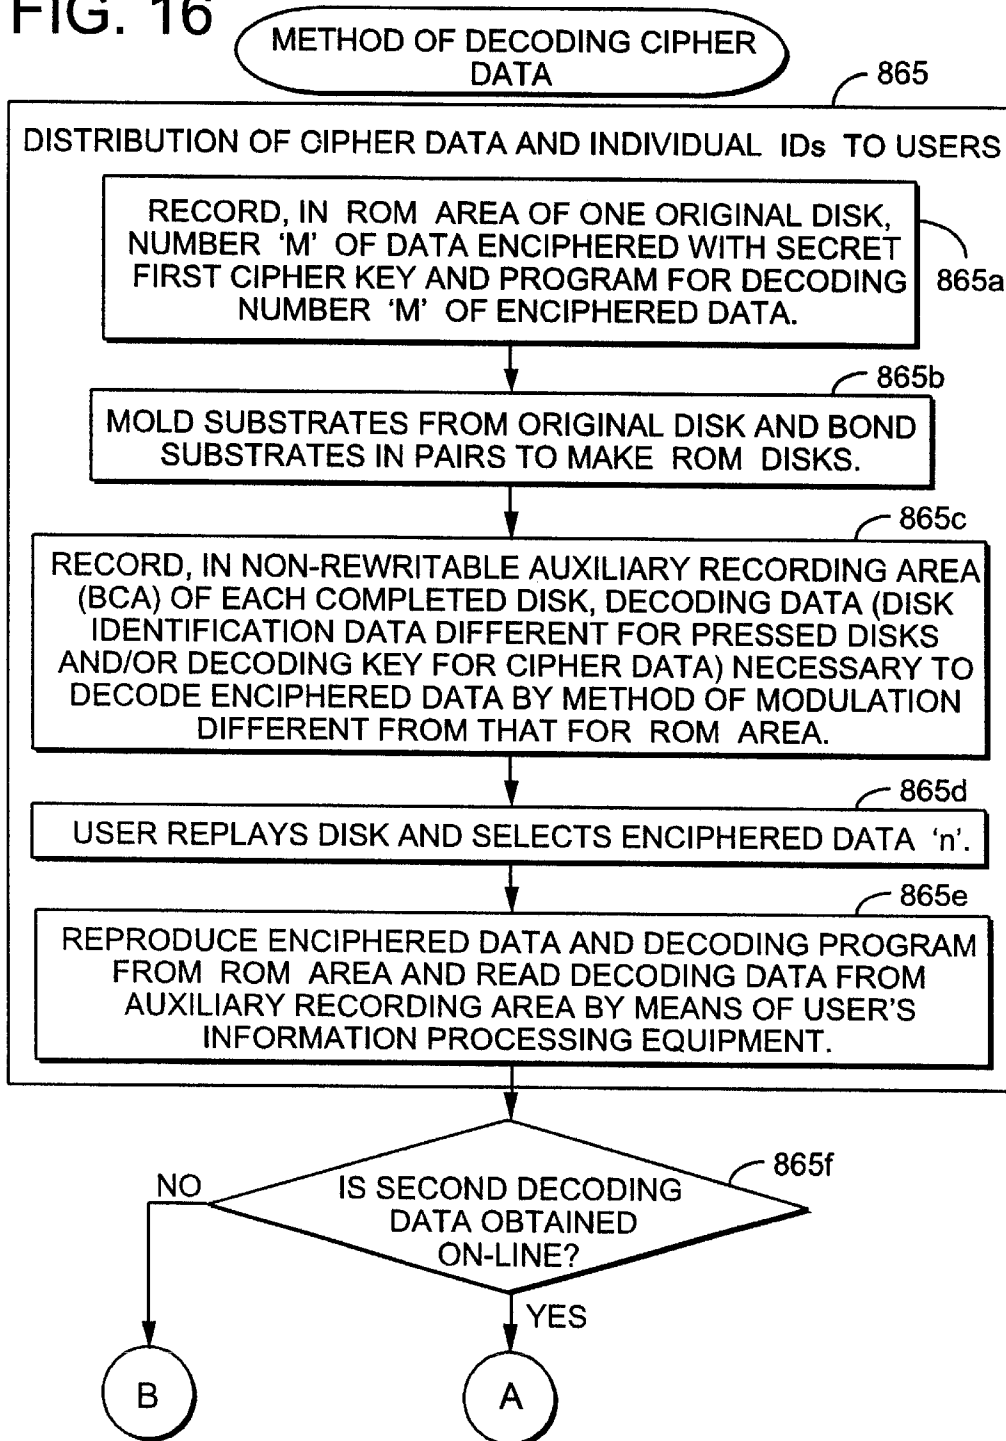 FIG. 16
METHOD OF DECODING CIPHER
DATA
865
DISTRIBUTION OF CIPHER DATA AND INDIVIDUAL IDs TO USERS
RECORD, IN ROM AREA OF ONE ORIGINAL DISK,
NUMBER 'M' OF DATA ENCIPHERED WITH SECRET
FIRST CIPHER KEY AND PROGRAM FOR DECODING
NUMBER 'M' OF ENCIPHERED DATA.
865a
865b
MOLD SUBSTRATES FROM ORIGINAL DISK AND BOND
SUBSTRATES IN PAIRS TO MAKE ROM DISKS.
865c
RECORD, IN NON-REWRITABLE AUXILIARY RECORDING AREA
(BCA) OF EACH COMPLETED DISK, DECODING DATA (DISK
IDENTIFICATION DATA DIFFERENT FOR PRESSED DISKS
AND/OR DECODING KEY FOR CIPHER DATA) NECESSARY TO
DECODE ENCIPHERED DATA BY METHOD OF MODULATION
DIFFERENT FROM THAT FOR ROM AREA.
865d
USER REPLAYS DISK AND SELECTS ENCIPHERED DATA 'n'.
865e
REPRODUCE ENCIPHERED DATA AND DECODING PROGRAM
FROM ROM AREA AND READ DECODING DATA FROM
AUXILIARY RECORDING AREA BY MEANS OF USER'S
INFORMATION PROCESSING EQUIPMENT.
865f
NO
IS SECOND DECODING
DATA OBTAINED
ON-LINE?
YES
B
A